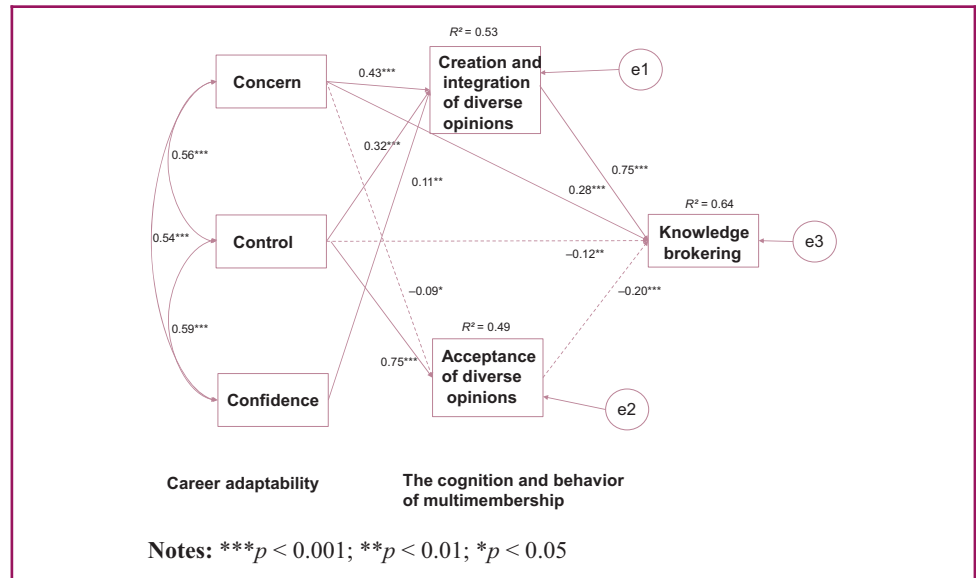 R² = 0.53
Creation and
integration
of diverse
opinions
e1
Concern
0.43***
0.56***
0.32***
0.11**
0.28***
0.75***
R² = 0.64
Knowledge
brokering
e3
0.54***
Control
–0.12**
–0.09*
–0.20***
0.59***
R² = 0.49
0.75***
Acceptance
of diverse
opinions
Confidence
e2
Career adaptability
The cognition and behavior
of multimembership
Notes: ***p < 0.001; **p < 0.01; *p < 0.05